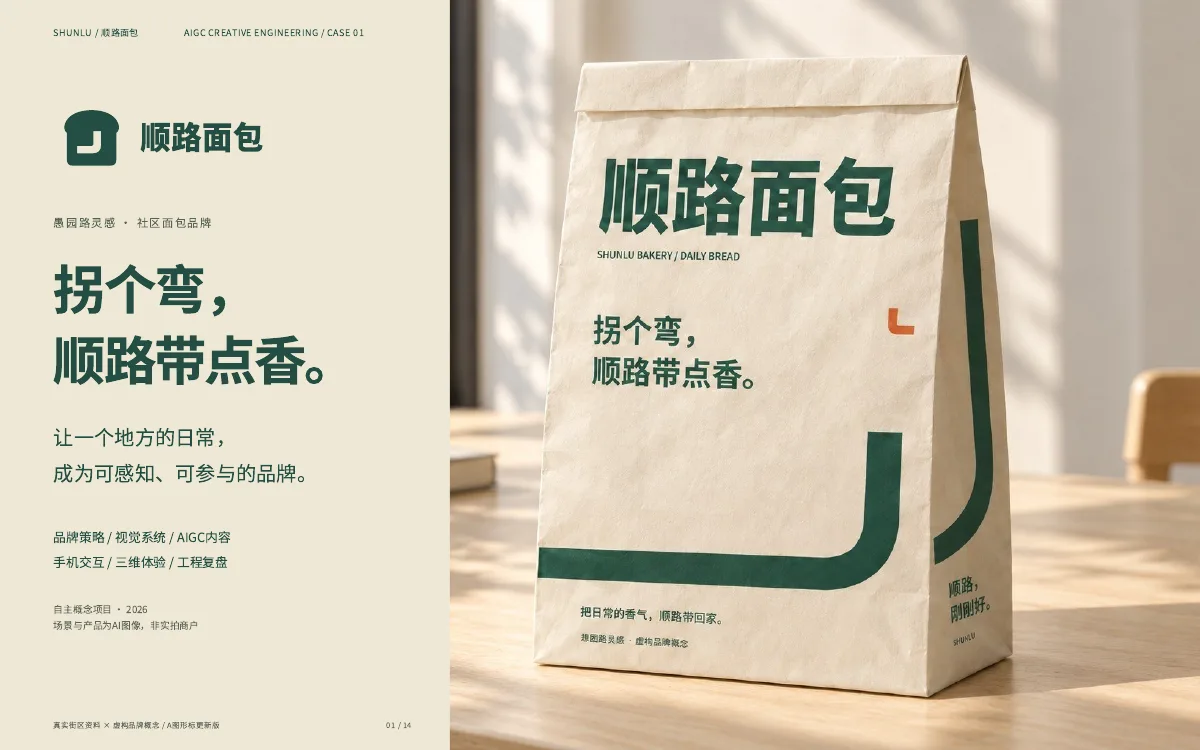 SHUNLU / 顺路面包
AIGC CREATIVE ENGINEERING / CASE 01
顺路面包
愚园路灵感 · 社区面包品牌
拐个弯，
顺路带点香。
让一个地方的日常，
成为可感知、可参与的品牌。
品牌策略 / 视觉系统 / AIGC内容
手机交互 / 三维体验 / 工程复盘
自主概念项目 · 2026
场景与产品为AI图像，非实拍商户
真实街区资料 × 虚构品牌概念 / A图形标更新版
01 / 14
顺路面包
SHUNLU BAKERY / DAILY BREAD
拐个弯，
顺路带点香。
把日常的香气，顺路带回家。
愚园路灵感 · 虚构品牌概念
顺路，
刚刚好。
SHUNLU